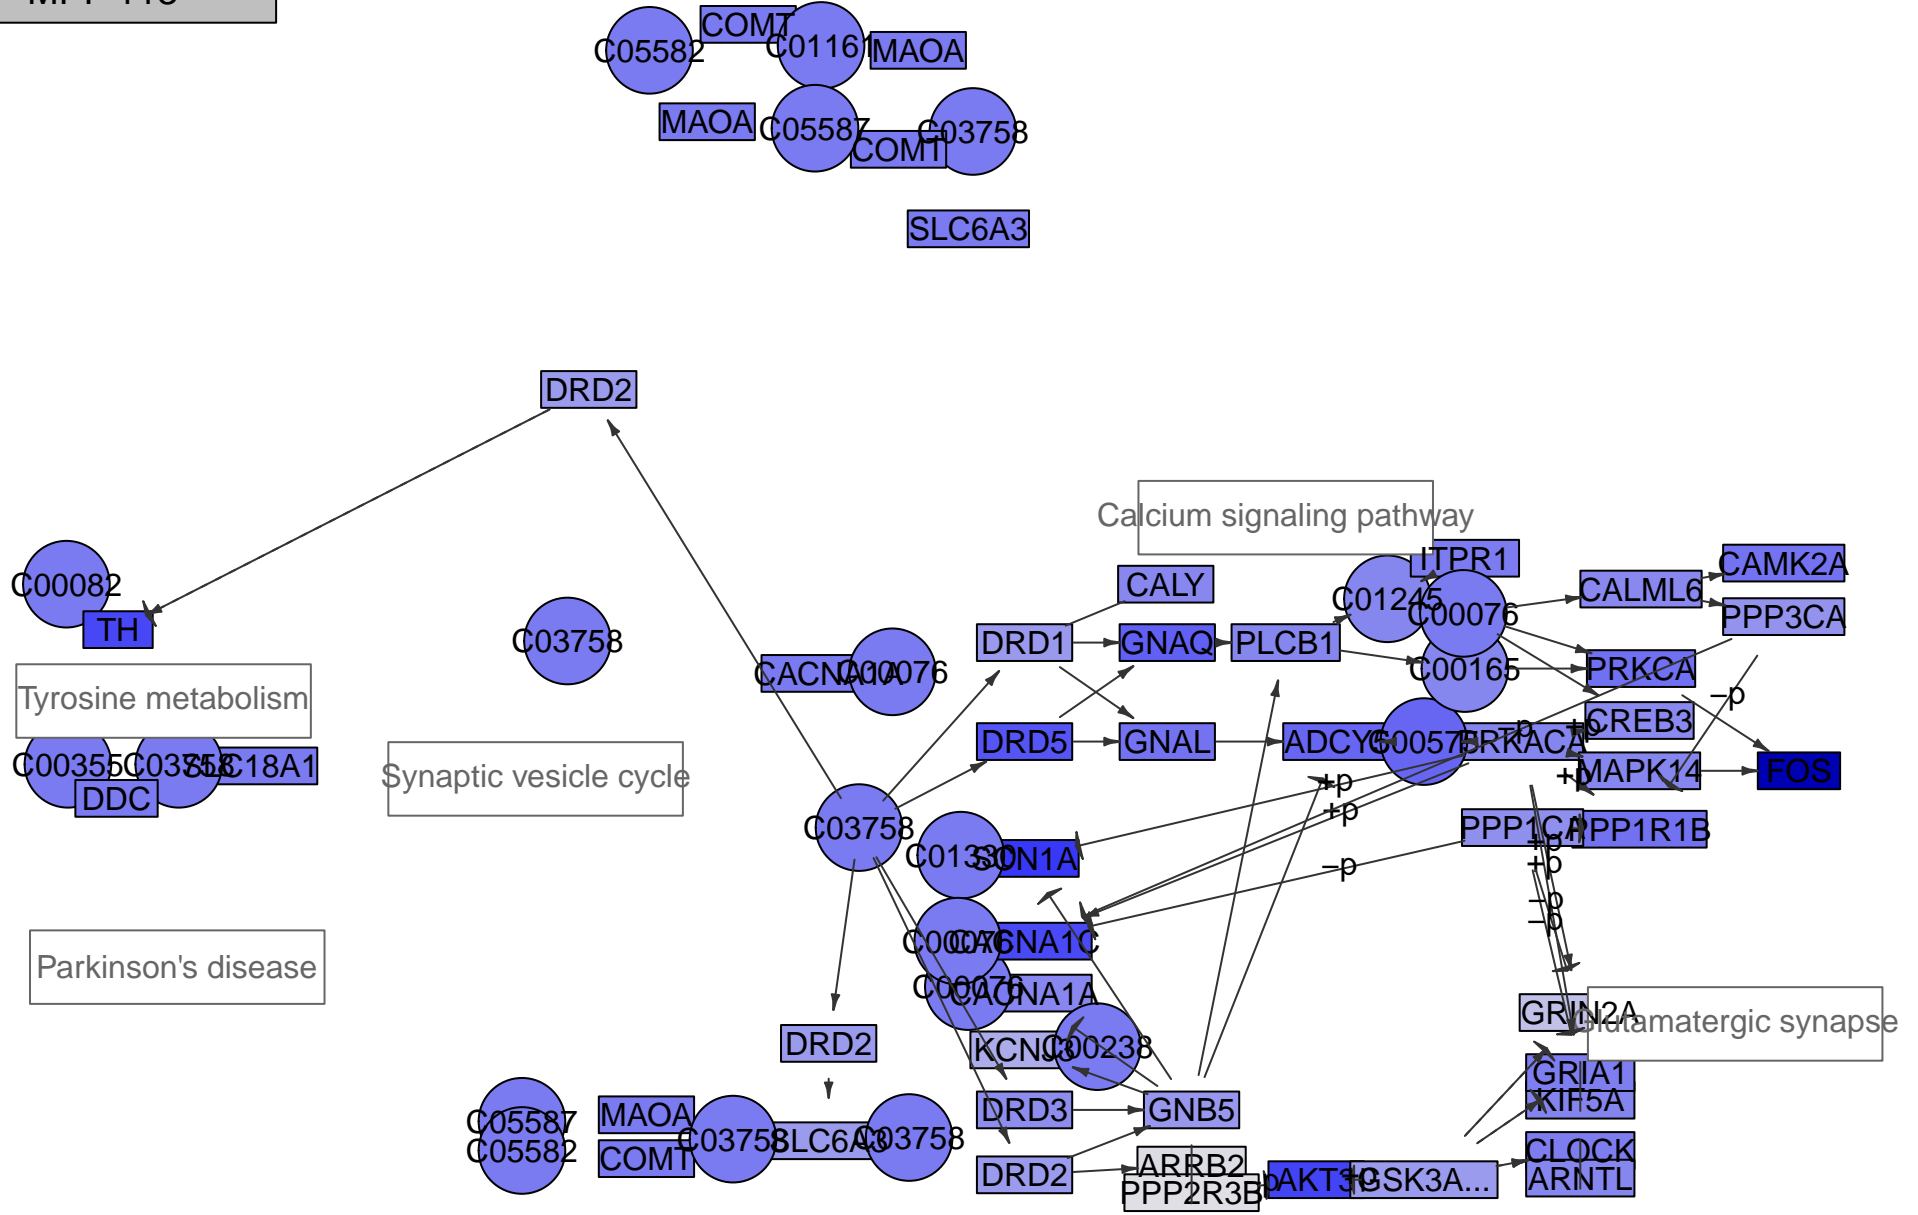 COMT
C05582
C01161
MAOA
MAOA
C05587
C03758
COMT
SLC6A3
DRD2
Calcium signaling pathway
ITPR1
CAMK2A
C00082
CALY
C01245
C00076
CALML6
PPP3CA
TH
C03758
DRD1
GNAQ
PLCB1
C00165
PRKCA
CACNA1A
C00076
Tyrosine metabolism
–p
CREB3
–p
+p
DRD5
GNAL
ADCY5
C00575
PRKACA
C00355
C03758
SLC18A1
Synaptic vesicle cycle
MAPK14
FOS
+p
+p
DDC
+p
C03758
PPP1CA
PPP1R1B
+p
C01330
SCN1A
+p
–p
–p
–p
C00076
CACNA1C
Parkinson's disease
C00076
CACNA1A
GRIN2A
Glutamatergic synapse
DRD2
KCNJ3
C00238
GRIA1
KIF5A
C05587
MAOA
DRD3
GNB5
C03758
SLC6A3
C03758
C05582
COMT
CLOCK
ARRB2
DRD2
ARNTL
PPP2R3B
AKT3
+p
GSK3A...